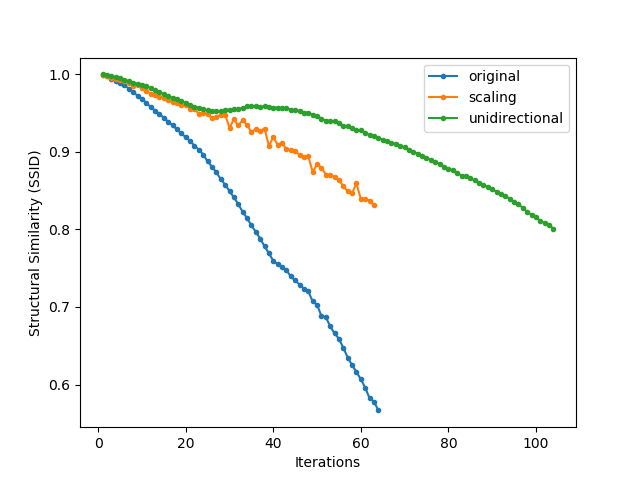 original
scaling
unidirectional
1.0
0.9
0.8
0.7
0.6
Structural Similarity (SSID)
0
20
40
60
80
100
Iterations